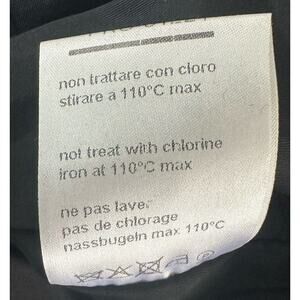 non trattare con cloro
stirare a 110°C max
not treat with chlorine
iron at 110°C max
ne pas laver
pas de chlorage
nassbugeln max 110°C